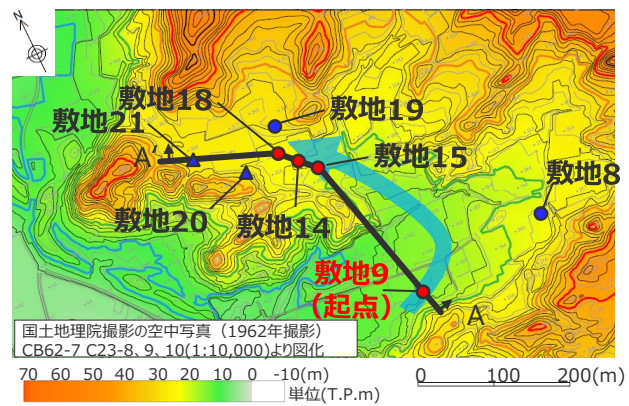 N
敷地18
敷地19
敷地21
A'
敷地15
敷地8
敷地20
敷地14
敷地9
（起点）
A
国土地理院撮影の空中写真（1962年撮影）
CB62-7 C23-8、9、10(1:10,000)より図化
70 60 50 40 30 20 10 0 -10(m)
単位(T.P.m)
0 100 200(m)